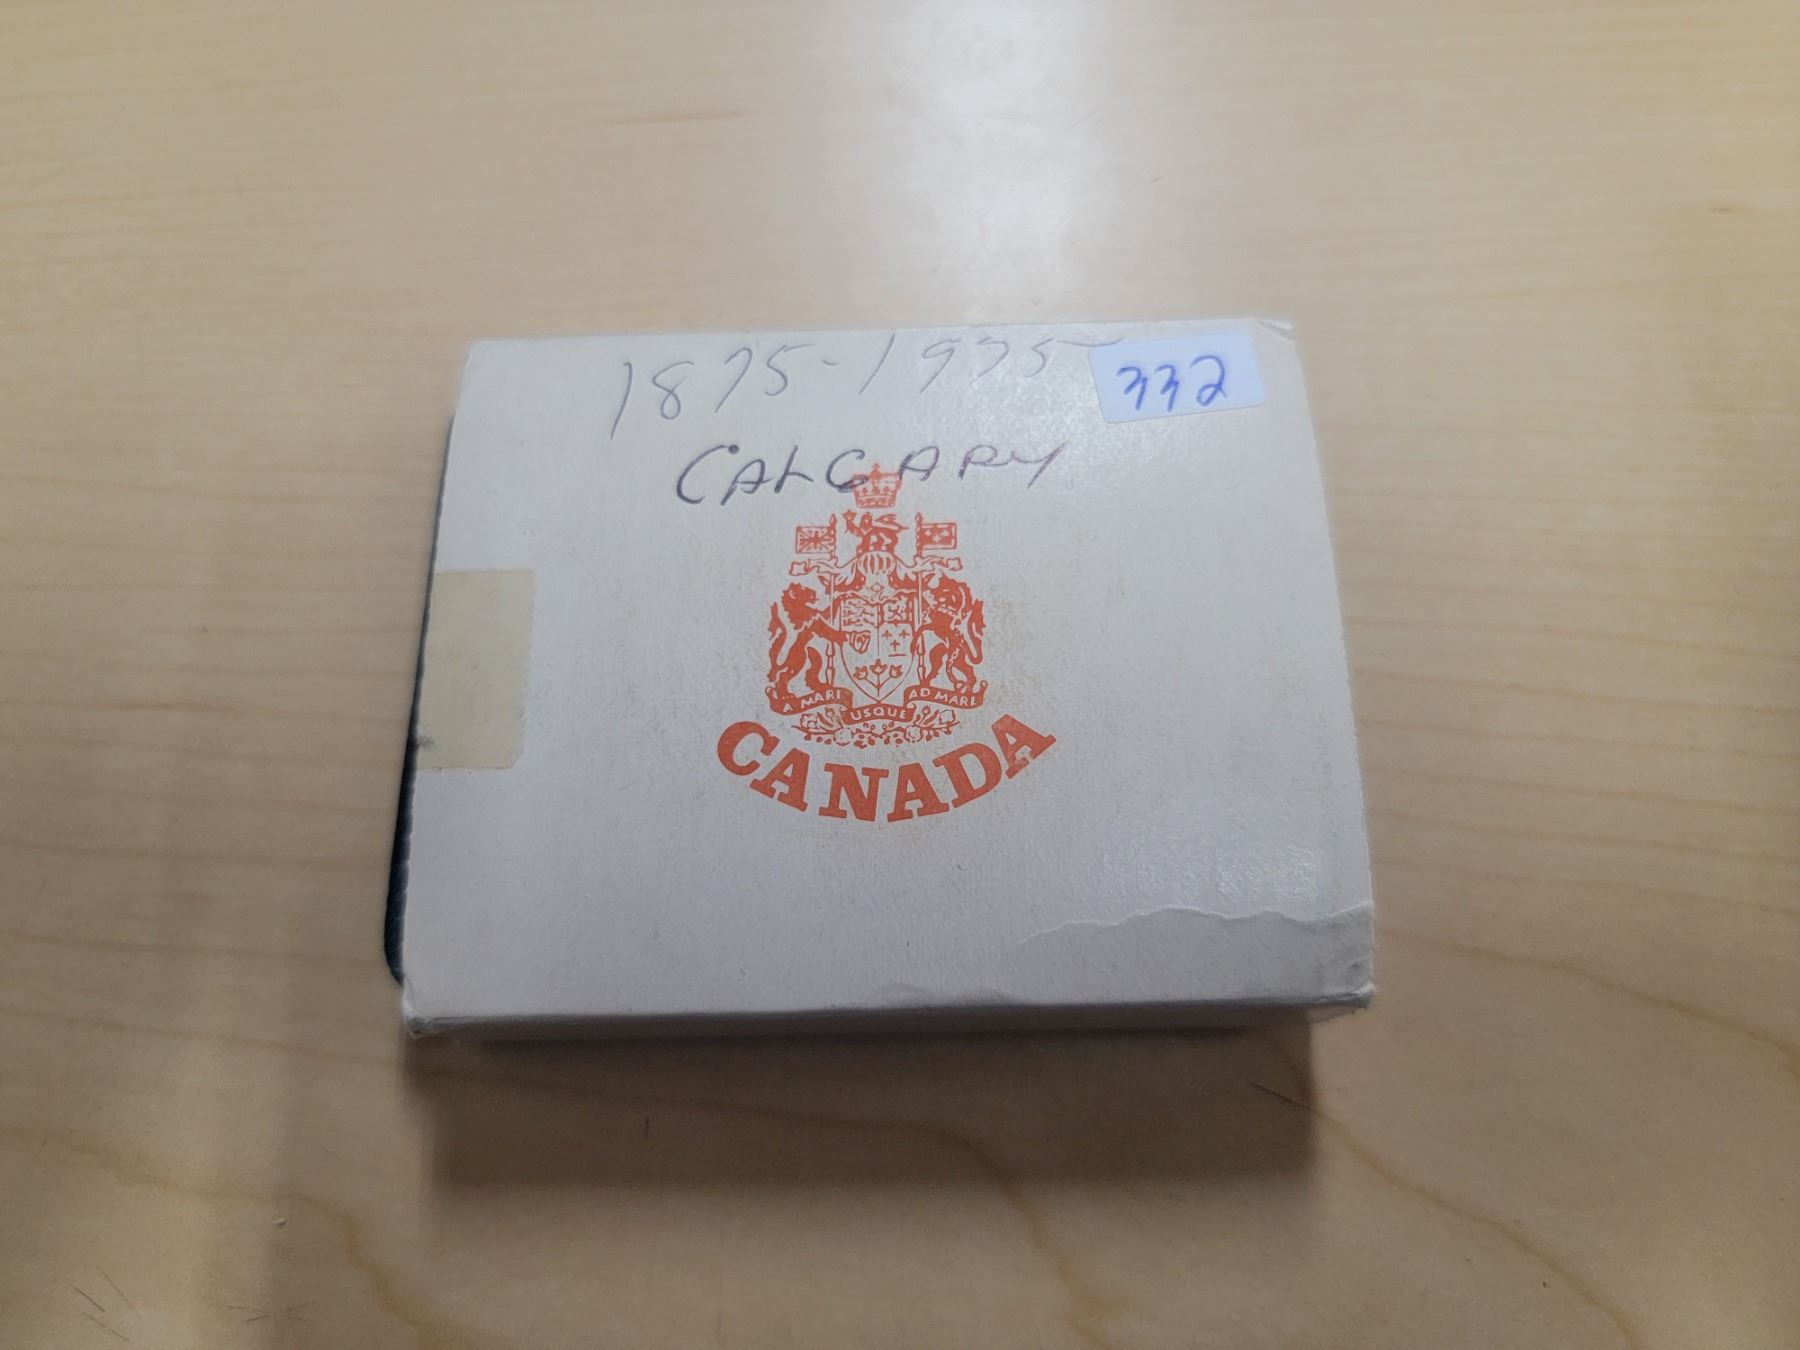 1875-1975
332
CALGARY
A MARI USQUE AD MARE
CANADA